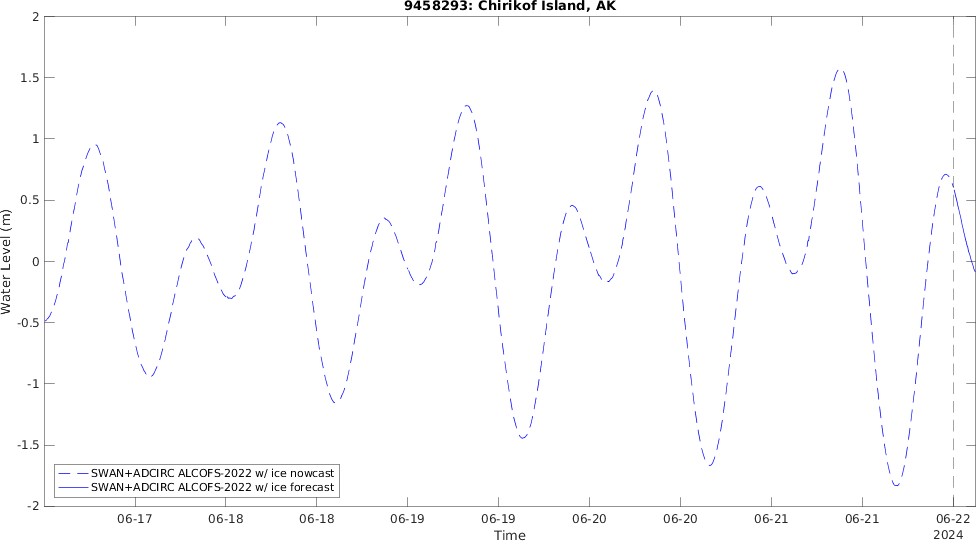 9458293: Chirikof Island, AK
2
1.5
1
0.5
0
-0.5
-1
-1.5
-2
Water Level (m)
SWAN+ADCIRC ALCOFS-2022 w/ ice nowcast
SWAN+ADCIRC ALCOFS-2022 w/ ice forecast
06-17 06-18 06-18 06-19 06-19 06-20 06-20 06-21 06-21 06-22
2024
Time